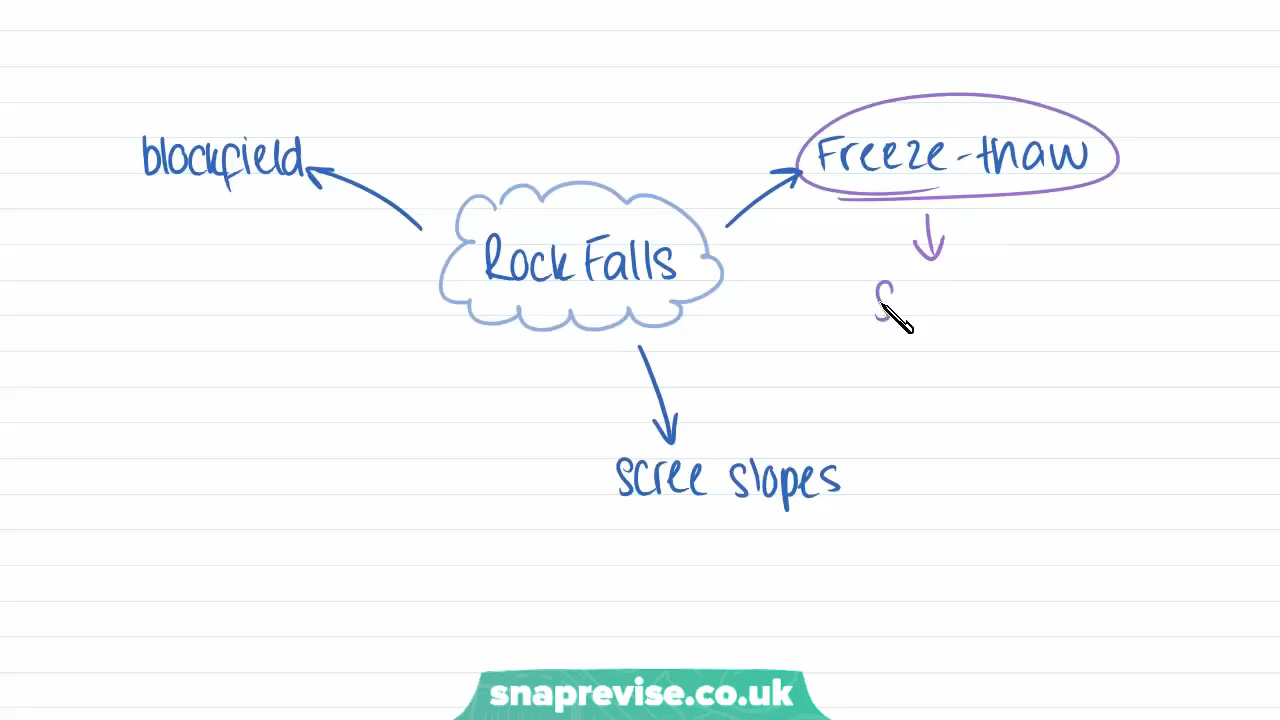 blockfield
Freeze-thaw
Rock Falls
S
scree slopes
snaprevise.co.uk